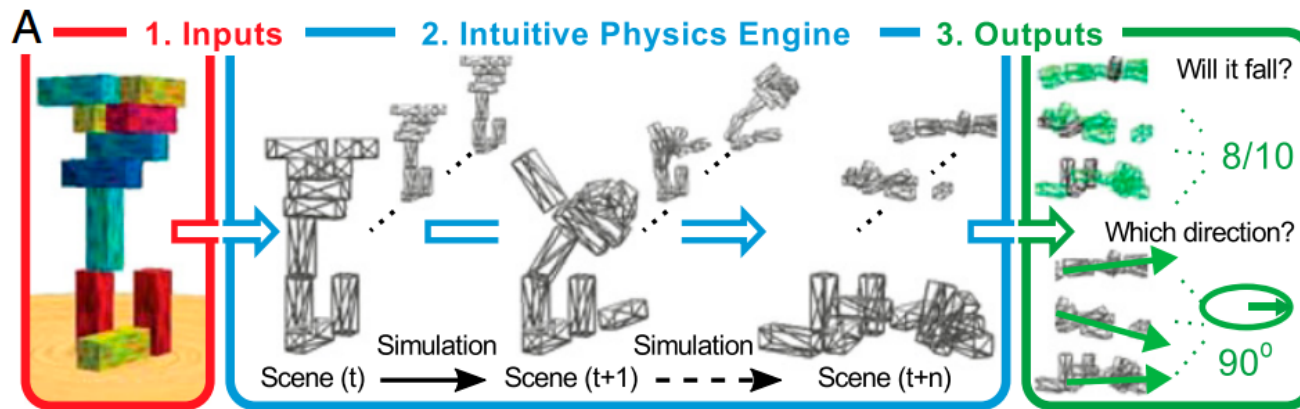 A
1. Inputs
2. Intuitive Physics Engine
3. Outputs
Will it fall?
8/10
Which direction?
90⁰
Simulation
Simulation
Scene (t)
Scene (t+1)
Scene (t+n)